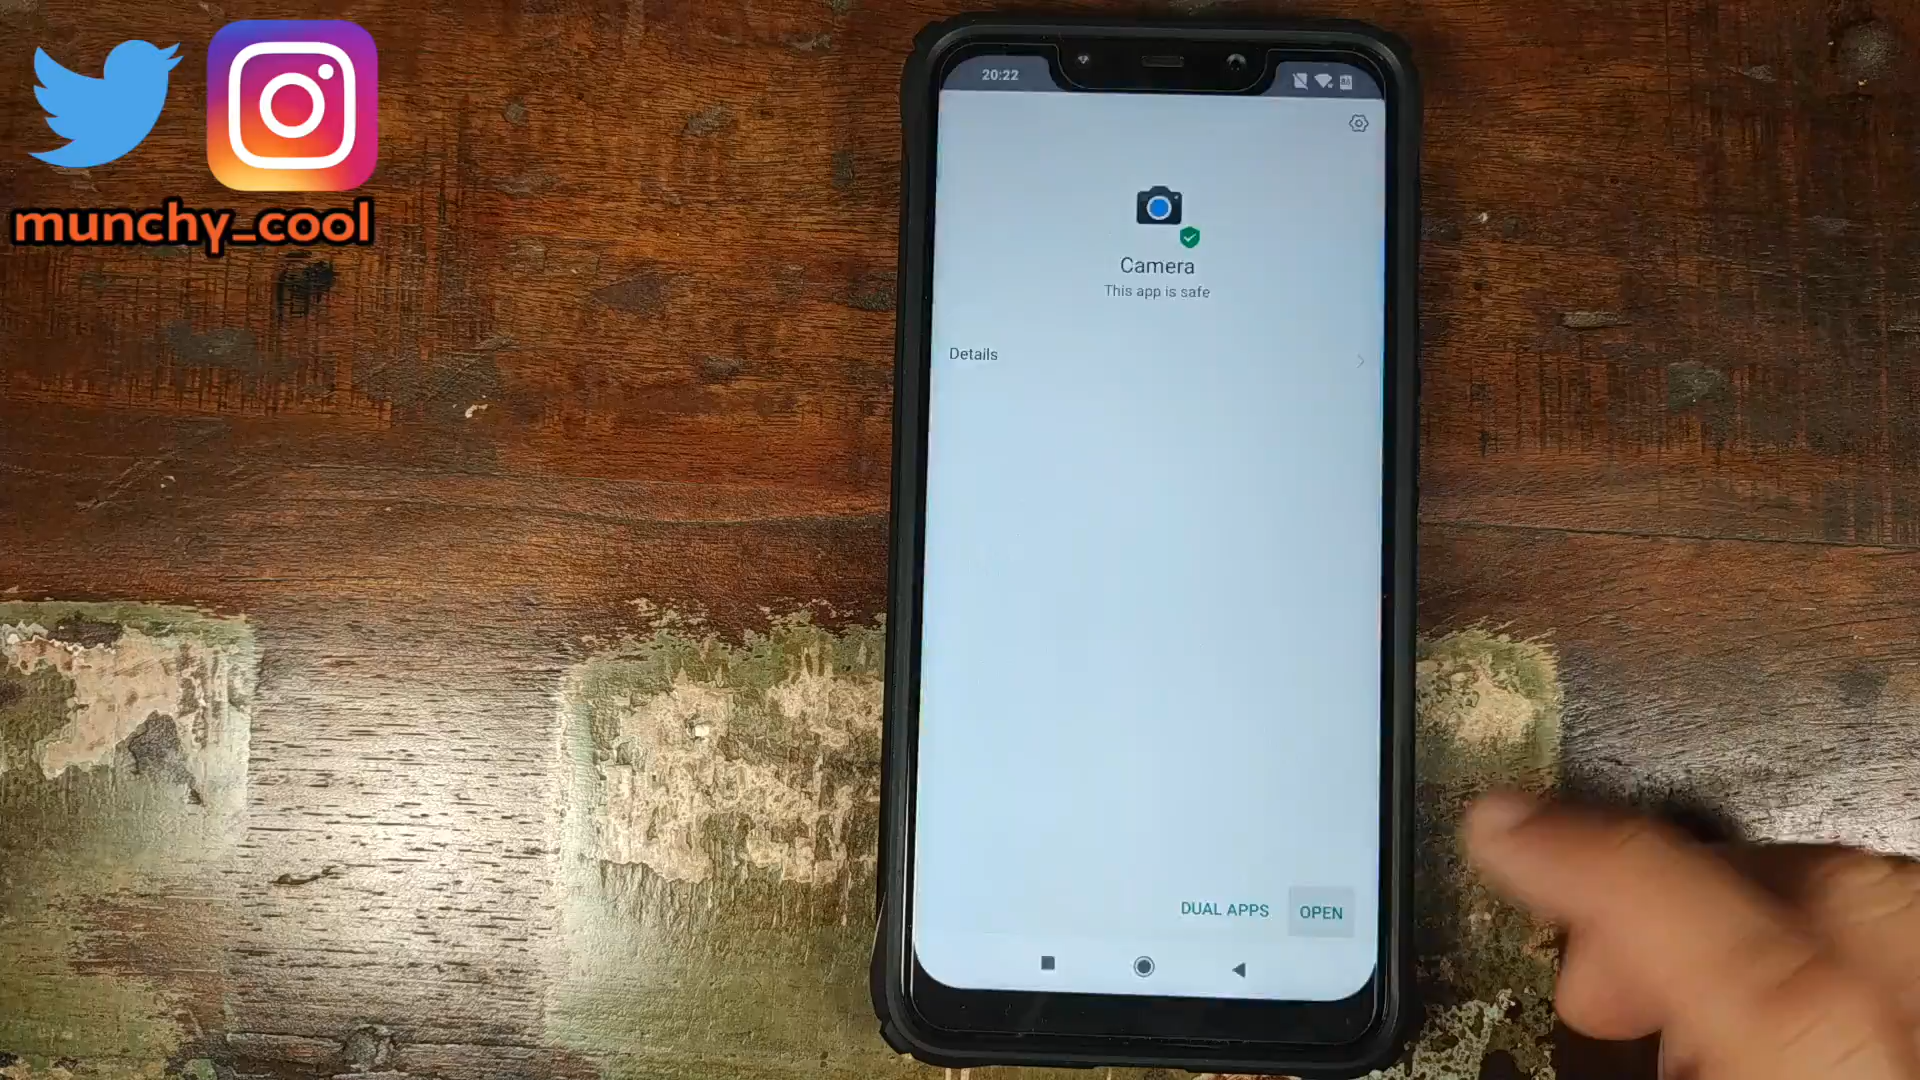 munchy_cool
20:22
Camera
This app is safe
Details
DUAL APPS
OPEN